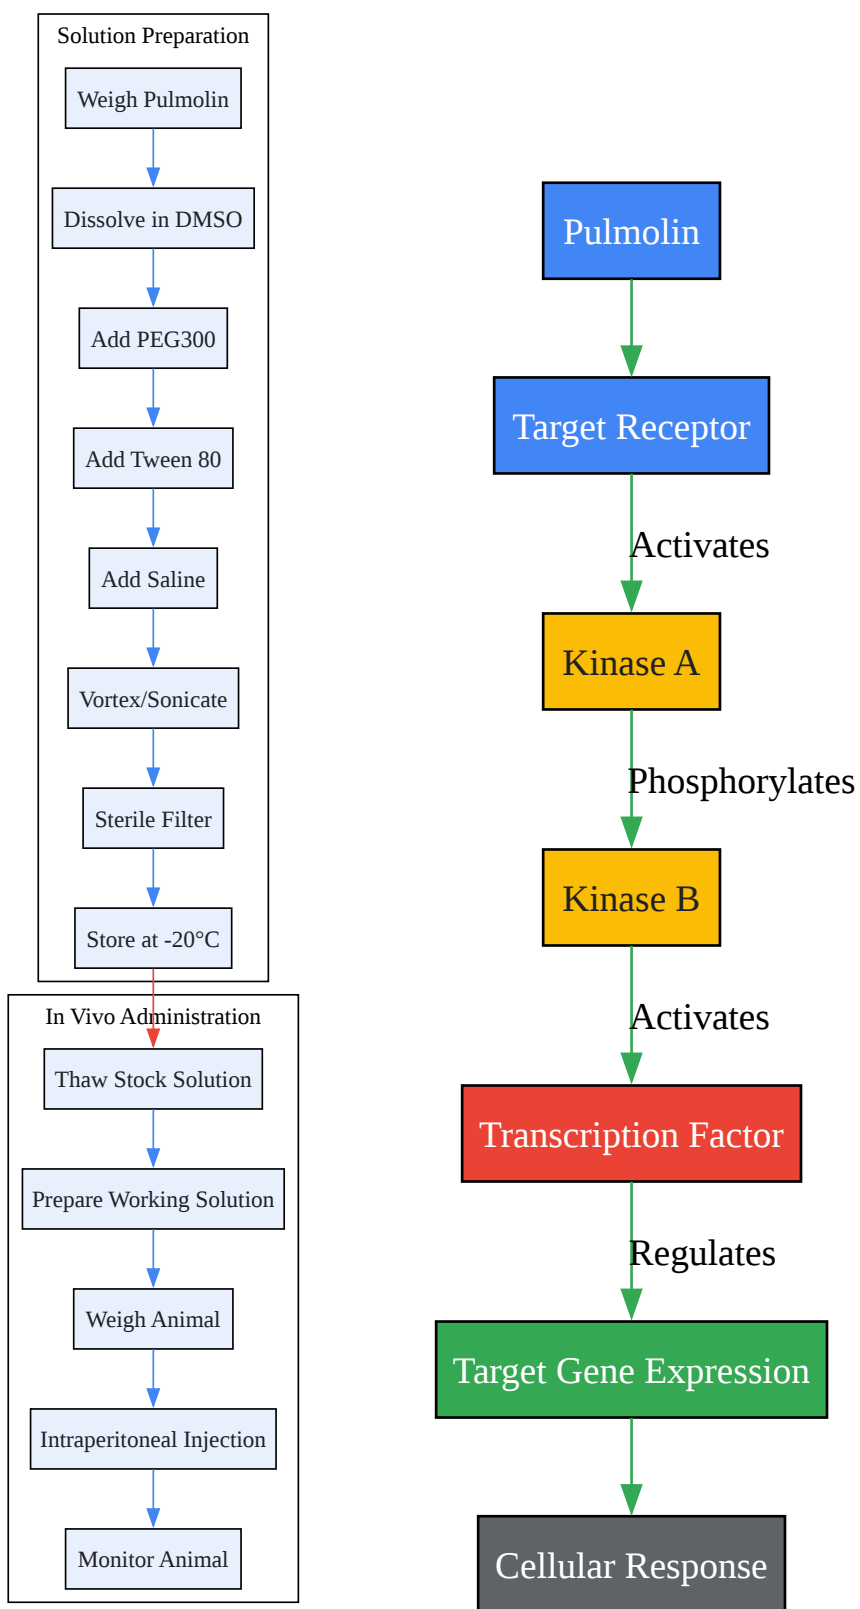 Solution Preparation
Weigh Pulmolin
Dissolve in DMSO
Add PEG300
Add Tween 80
Add Saline
Vortex/Sonicate
Sterile Filter
Store at -20°C
In Vivo Administration
Thaw Stock Solution
Prepare Working Solution
Weigh Animal
Intraperitoneal Injection
Monitor Animal
Pulmolin
Target Receptor
Activates
Kinase A
Phosphorylates
Kinase B
Activates
Transcription Factor
Regulates
Target Gene Expression
Cellular Response